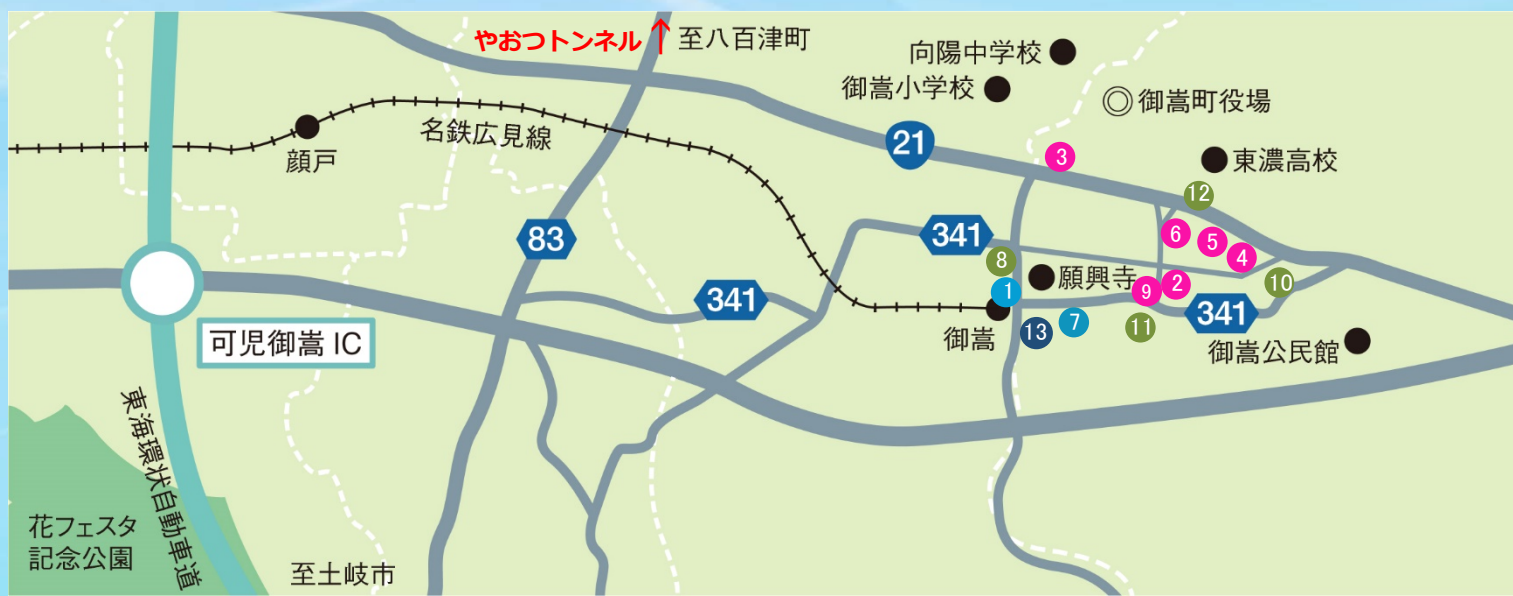 やおつトンネル
至八百津町
向陽中学校
御嵩小学校
御嵩町役場
名鉄広見線
顔戸
21
3
東濃高校
12
83
341
6
5
4
8
願興寺
9
2
10
1
341
341
御嵩
13
7
11
御嵩公民館
可児御嵩 IC
東海環状自動車道
花フェスタ
記念公園
至土岐市